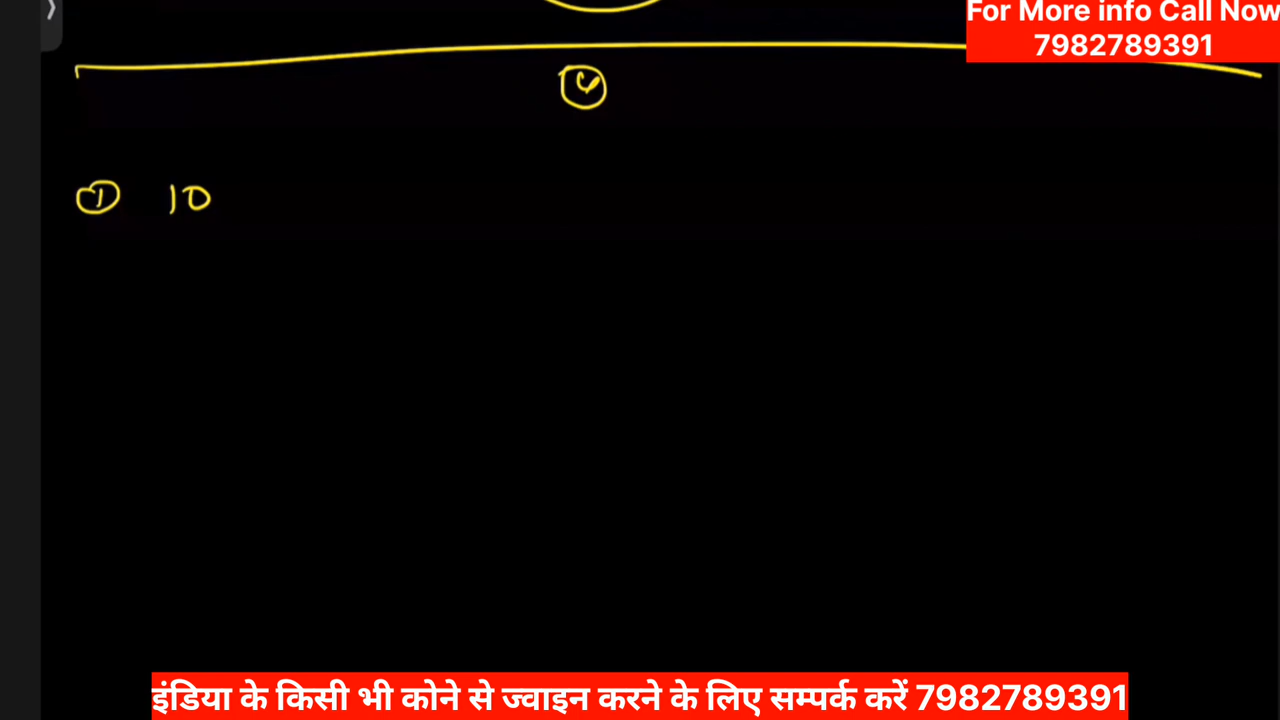 For More info Call Now
7982789391
① 10
इंडिया के किसी भी कोने से ज्वाइन करने के लिए सम्पर्क करें 7982789391